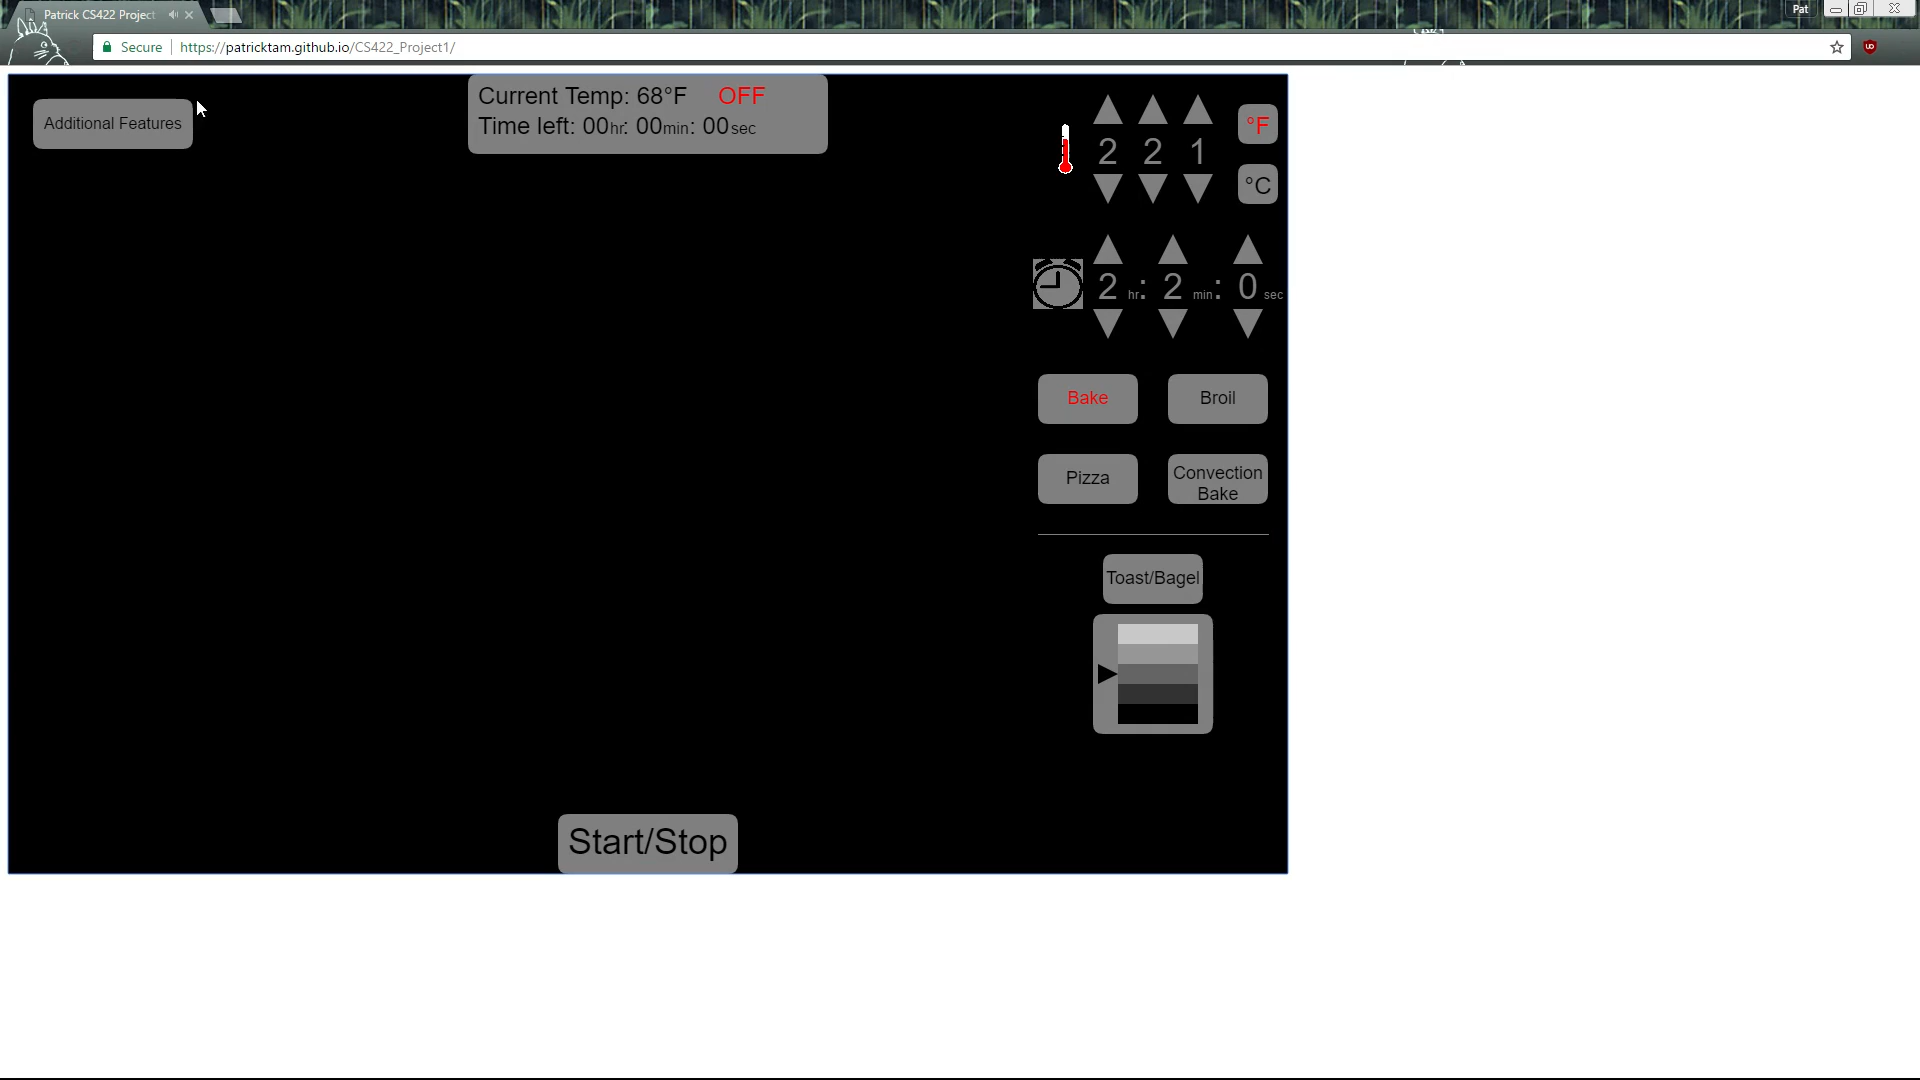 Patrick CS422 Project
Pat
Secure https://patricktam.github.io/CS422_Project1/
Additional Features
Current Temp: 68°F OFF
Time left: 00hr: 00min: 00sec
2 2 1
°F
°C
2 hr: 2 min: 0 sec
Bake
Broil
Pizza
Convection
Bake
Toast/Bagel
Start/Stop